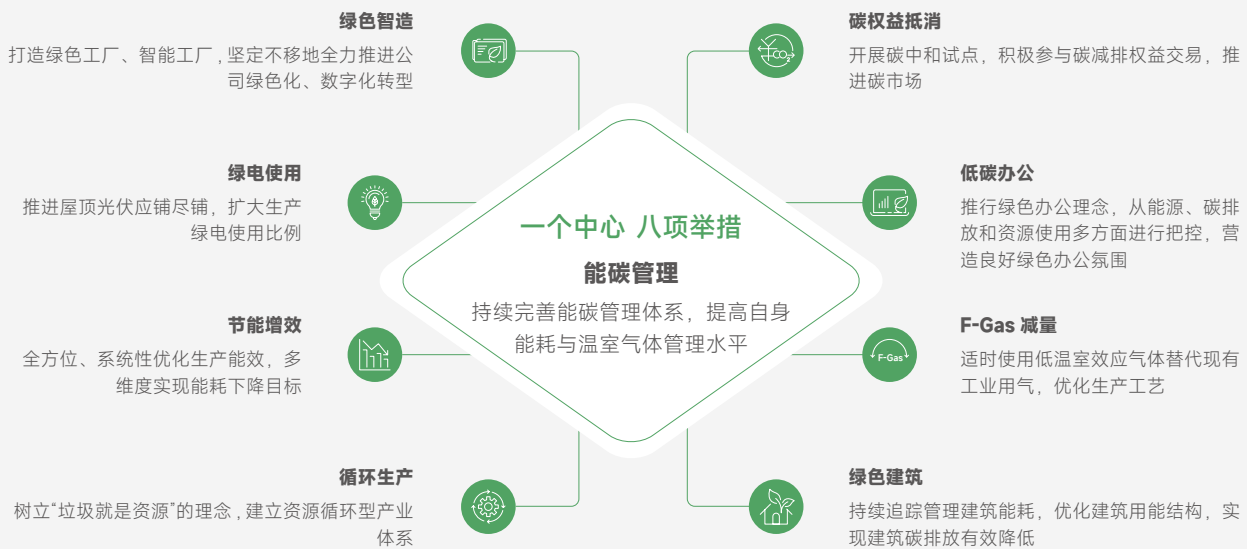 绿色智造
打造绿色工厂、智能工厂，坚定不移地全力推进公
司绿色化、数字化转型
碳权益抵消
开展碳中和试点，积极参与碳减排权益交易，推
进碳市场
CO₂
绿电使用
推进屋顶光伏应铺尽铺，扩大生产
绿电使用比例
低碳办公
推行绿色办公理念，从能源、碳排
放和资源使用多方面进行把控，营
造良好绿色办公氛围
一个中心 八项举措
能碳管理
持续完善能碳管理体系，提高自身
能耗与温室气体管理水平
节能增效
全方位、系统性优化生产能效，多
维度实现能耗下降目标
F-Gas
F-Gas 减量
适时使用低温室效应气体替代现有
工业用气，优化生产工艺
循环生产
树立“垃圾就是资源”的理念，建立资源循环型产业
体系
绿色建筑
持续追踪管理建筑能耗，优化建筑用能结构，实
现建筑碳排放有效降低